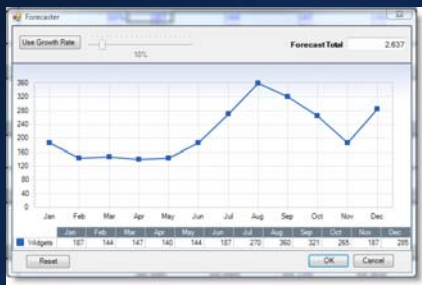 Forecaster
Use Growth Rate
10%
Forecast Total 2,637
360
320
280
240
200
160
120
80
40
0
Jan Feb Mar Apr May Jun Jul Aug Sep Oct Nov Dec
Jan Feb Mar Apr May Jun Jul Aug Sep Oct Nov Dec
Widgets 187 144 147 140 144 187 270 360 321 265 187 285
Reset OK Cancel